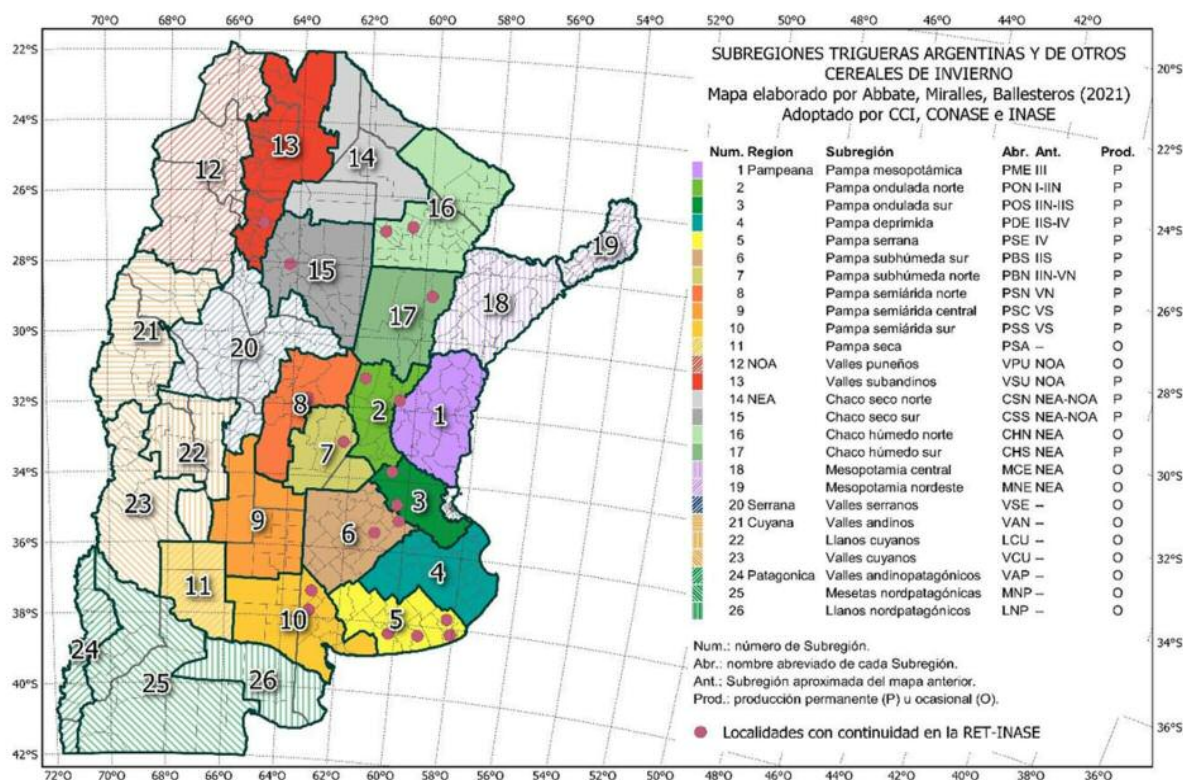 70°O 68°O 66°O 64°O 62°O 60°O 58°O 56°O 54°O 52°O 50°O 48°O 46°O 44°O 42°O
22°S
24°S
26°S
28°S
30°S
32°S
34°S
36°S
38°S
40°S
42°S
12
13
14
16
19
15
18
17
21
20
8
2
1
7
22
3
23
9
6
4
11
10
5
24
25
26
SUBREGIONES TRIGUERAS ARGENTINAS Y DE OTROS
CEREALES DE INVIERNO
Mapa elaborado por Abbate, Miralles, Ballesteros (2021)
Adoptado por CCI, CONASE e INASE
Num. Region Subregión Abr. Ant. Prod.
1 Pampeana Pampa mesopotámica PME III P
2 Pampa ondulada norte PON I-IIN P
3 Pampa ondulada sur POS IIN-IIS P
4 Pampa deprimida PDE IIS-IV P
5 Pampa serrana PSE IV P
6 Pampa subhúmeda sur PBS IIS P
7 Pampa subhúmeda norte PBN IIN-VN P
8 Pampa semiárida norte PSN VN P
9 Pampa semiárida central PSC VS P
10 Pampa semiárida sur PSS VS P
11 Pampa seca PSA – O
12 NOA Valles puneños VPU NOA O
13 Valles subandinos VSU NOA P
14 NEA Chaco seco norte CSN NEA-NOA P
15 Chaco seco sur CSS NEA-NOA P
16 Chaco húmedo norte CHN NEA P
17 Chaco húmedo sur CHS NEA P
18 Mesopotamia central MCE NEA O
19 Mesopotamia nordeste MNE NEA O
20 Serrana Valles serranos VSE – O
21 Cuyana Valles andinos VAN – O
22 Llanos cuyanos LCU – O
23 Valles cuyanos VCU – O
24 Patagonica Valles andinopatagónicos VAP – O
25 Mesetas nordpatagónicas MNP – O
26 Llanos nordpatagónicos LNP – O
Num.: número de Subregión.
Abr.: nombre abreviado de cada Subregión.
Ant.: Subregión aproximada del mapa anterior.
Prod.: producción permanente (P) u ocasional (O).
Localidades con continuidad en la RET-INASE
20°S
22°S
24°S
26°S
28°S
30°S
32°S
34°S
36°S
72°O 70°O 68°O 66°O 64°O 62°O 60°O 58°O 56°O 54°O 52°O 50°O 48°O 46°O 44°O 42°O 40°O 38°O 36°O